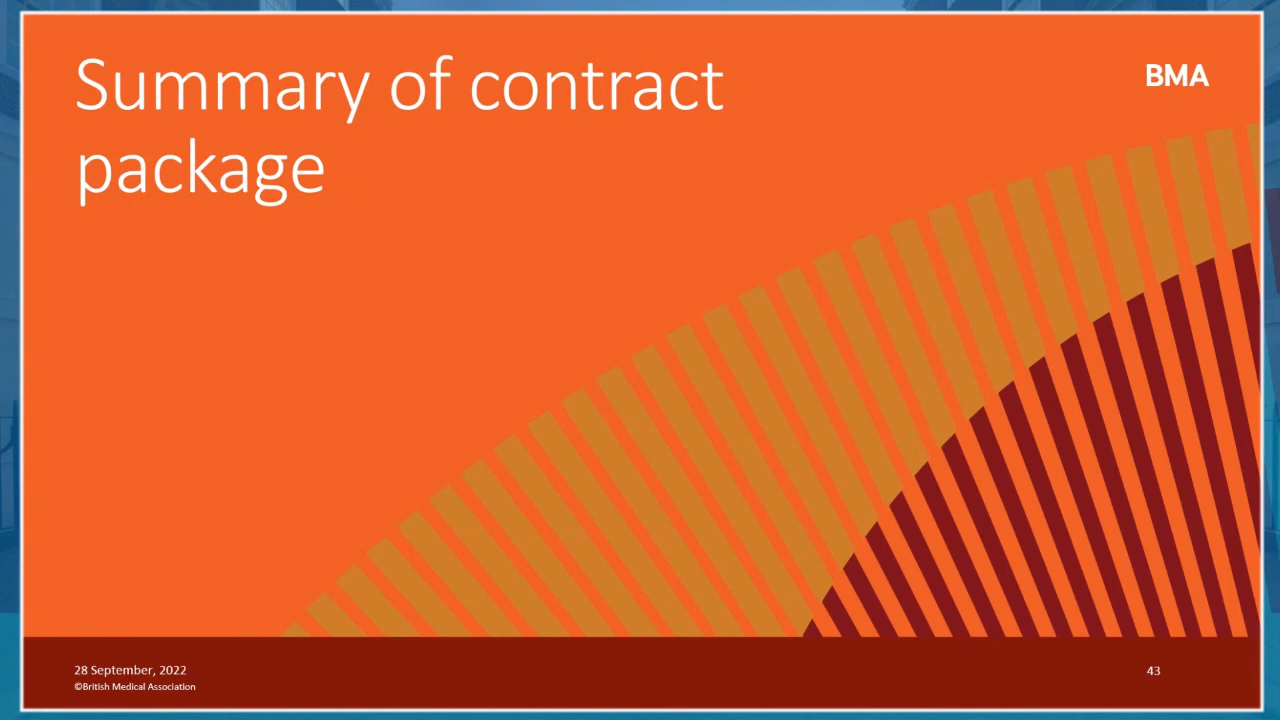 Summary of contract
package
BMA
28 September, 2022
©British Medical Association
43